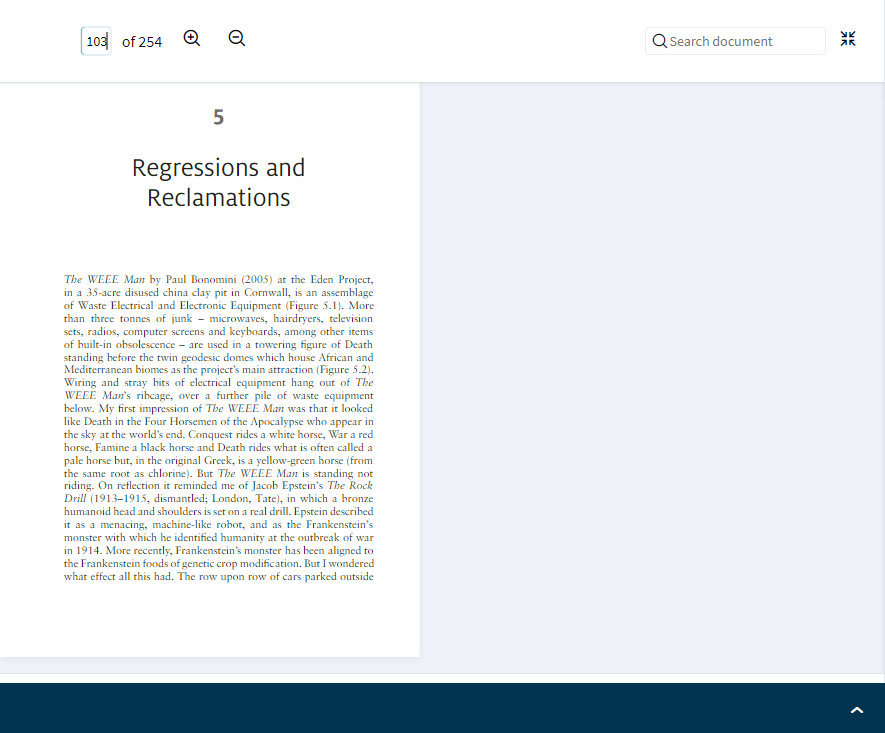 103 of 254
Search document
5
Regressions and
Reclamations
The WEEE Man by Paul Bonomini (2005) at the Eden Project,
in a 35-acre disused china clay pit in Cornwall, is an assemblage
of Waste Electrical and Electronic Equipment (Figure 5.1). More
than three tonnes of junk – microwaves, hairdryers, television
sets, radios, computer screens and keyboards, among other items
of built-in obsolescence – are used in a towering figure of Death
standing before the twin geodesic domes which house African and
Mediterranean biomes as the project's main attraction (Figure 5.2).
Wiring and stray bits of electrical equipment hang out of The
WEEE Man's ribcage, over a further pile of waste equipment
below. My first impression of The WEEE Man was that it looked
like Death in the Four Horsemen of the Apocalypse who appear in
the sky at the world's end. Conquest rides a white horse, War a red
horse, Famine a black horse and Death rides what is often called a
pale horse but, in the original Greek, is a yellow-green horse (from
the same root as chlorine). But The WEEE Man is standing not
riding. On reflection it reminded me of Jacob Epstein's The Rock
Drill (1913–1915, dismantled; London, Tate), in which a bronze
humanoid head and shoulders is set on a real drill. Epstein described
it as a menacing, machine-like robot, and as the Frankenstein's
monster with which he identified humanity at the outbreak of war
in 1914. More recently, Frankenstein's monster has been aligned to
the Frankenstein foods of genetic crop modification. But I wondered
what effect all this had. The row upon row of cars parked outside